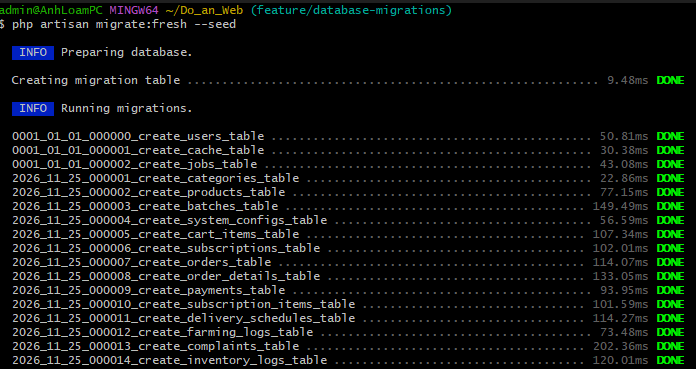 admin@AnhLoamPC MINGW64 ~/Do_an_Web (feature/database-migrations)
$ php artisan migrate:fresh --seed
INFO Preparing database.
Creating migration table ........................................................ 9.48ms DONE
INFO Running migrations.
0001_01_01_000000_create_users_table ............................................ 50.81ms DONE
0001_01_01_000001_create_cache_table ............................................ 30.38ms DONE
0001_01_01_000002_create_jobs_table ............................................. 43.08ms DONE
2026_11_25_000001_create_categories_table ....................................... 22.86ms DONE
2026_11_25_000002_create_products_table ......................................... 77.15ms DONE
2026_11_25_000003_create_batches_table ......................................... 149.49ms DONE
2026_11_25_000004_create_system_configs_table ................................... 56.59ms DONE
2026_11_25_000005_create_cart_items_table ...................................... 107.34ms DONE
2026_11_25_000006_create_subscriptions_table ................................... 102.01ms DONE
2026_11_25_000007_create_orders_table .......................................... 114.07ms DONE
2026_11_25_000008_create_order_details_table ................................... 133.05ms DONE
2026_11_25_000009_create_payments_table ......................................... 93.95ms DONE
2026_11_25_000010_create_subscription_items_table .............................. 101.59ms DONE
2026_11_25_000011_create_delivery_schedules_table .............................. 114.27ms DONE
2026_11_25_000012_create_farming_logs_table ..................................... 73.48ms DONE
2026_11_25_000013_create_complaints_table ...................................... 202.36ms DONE
2026_11_25_000014_create_inventory_logs_table .................................. 120.01ms DONE